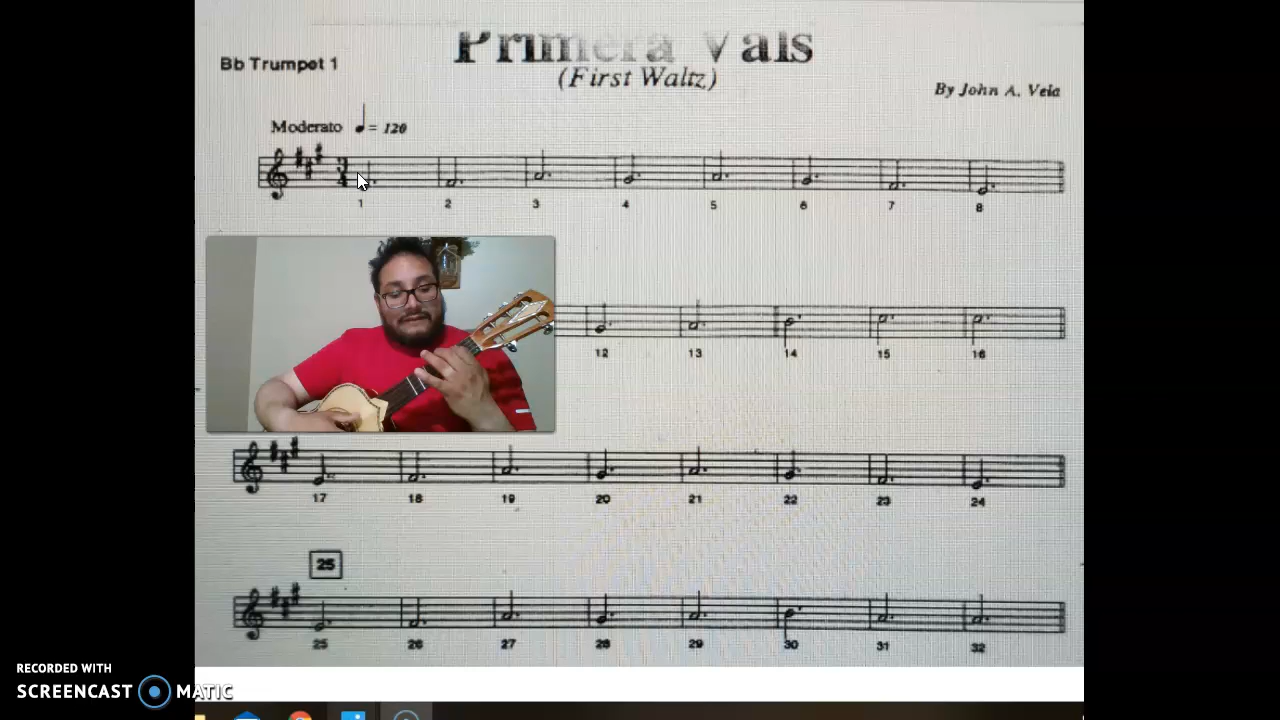 Primera Vals
Bb Trumpet 1
(First Waltz)
By John A. Vela
Moderato = 120
3
4
1 2 3 4 5 6 7 8
12 13 14 15 16
17 18 19 20 21 22 23 24
25
25 26 27 28 29 30 31 32
RECORDED WITH
SCREENCAST MATIC